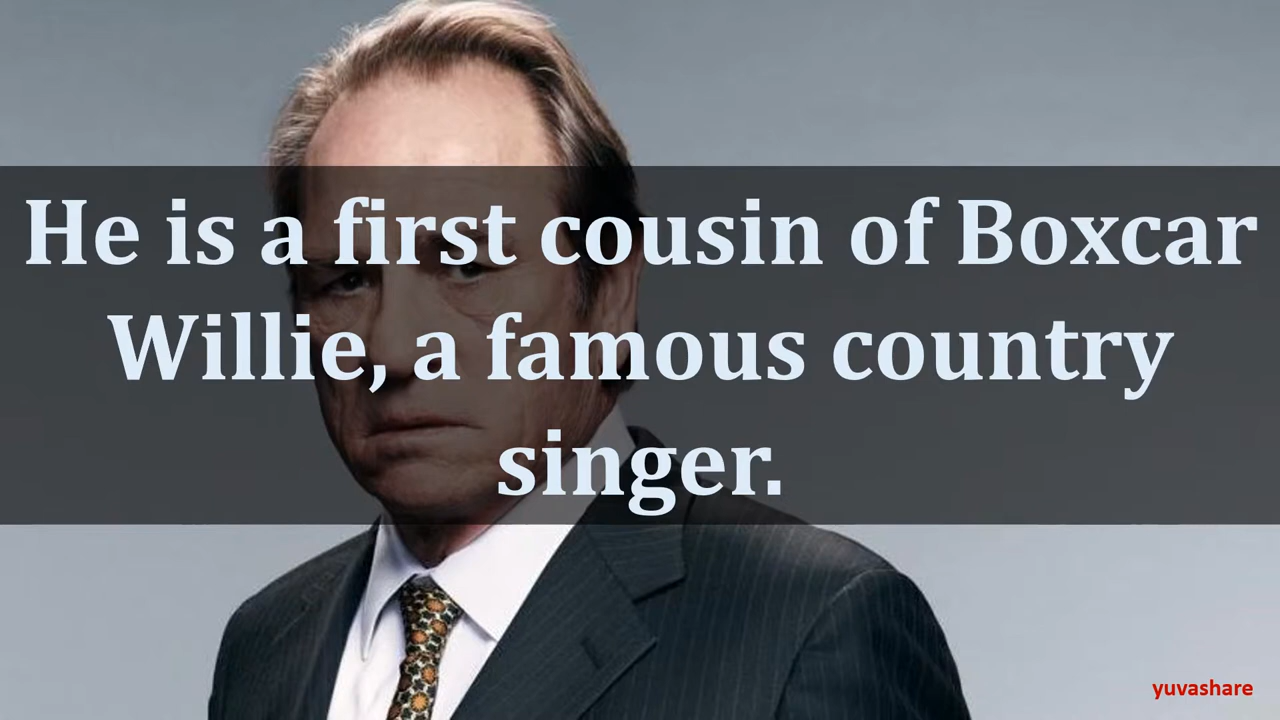 He is a first cousin of Boxcar
Willie, a famous country
singer.
yuvashare